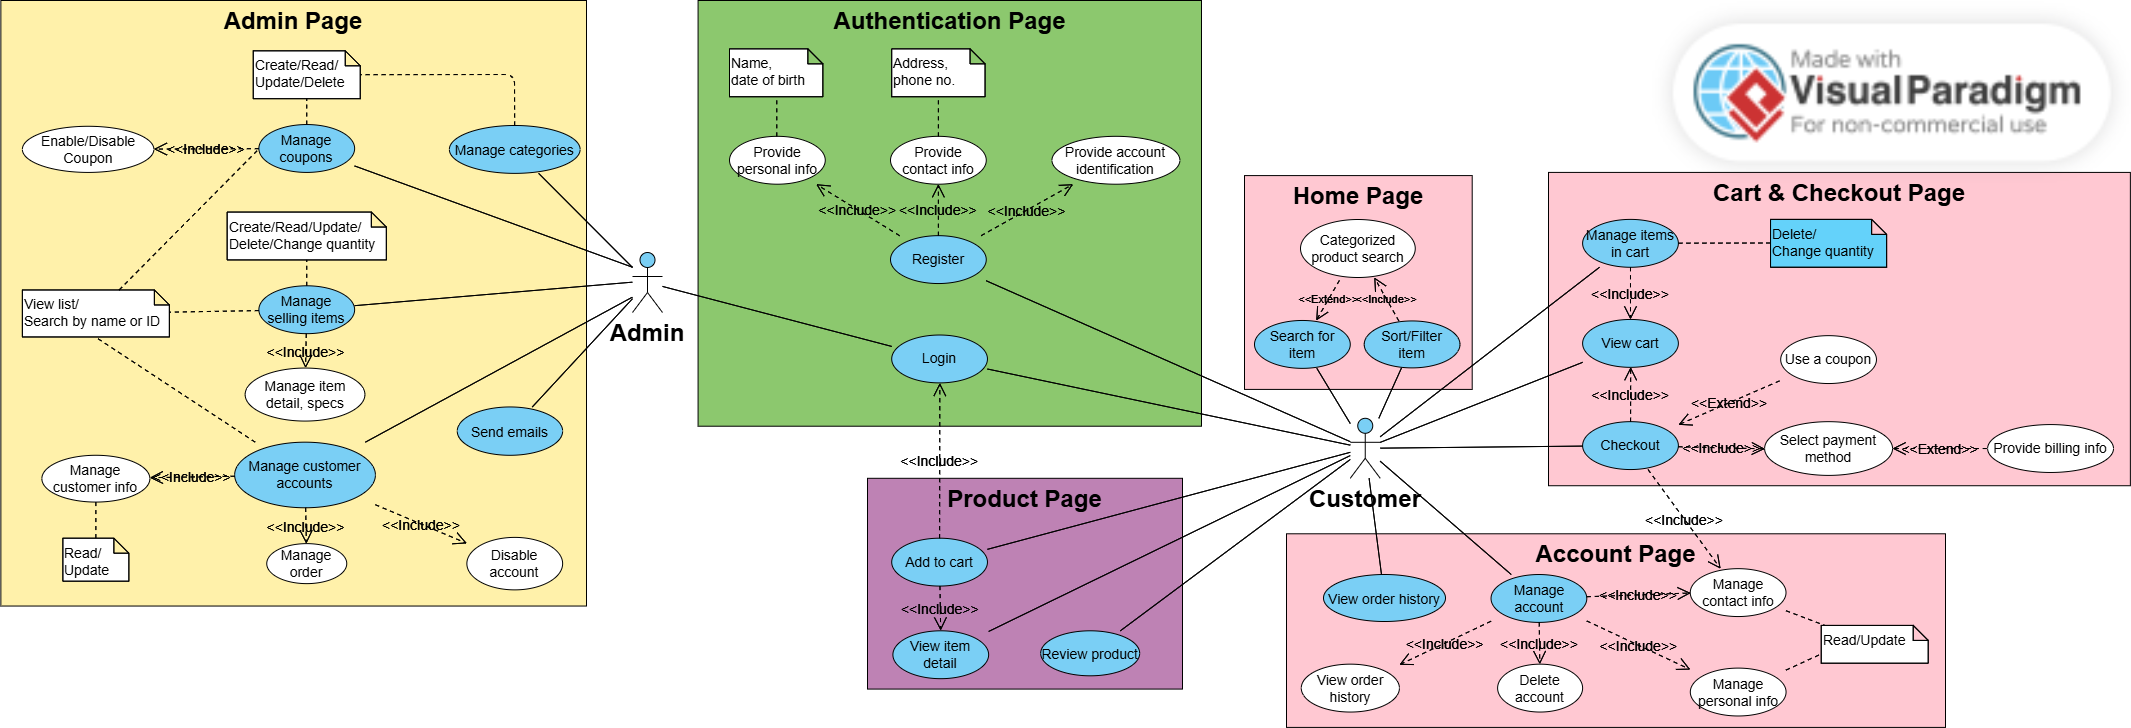 Admin Page
Create/Read/
Update/Delete
Enable/Disable
Coupon
<<Include>>
Manage
coupons
Manage categories
Create/Read/Update/
Delete/Change quantity
View list/
Search by name or ID
Manage
selling items
<<Include>>
Manage item
detail, specs
Send emails
Manage customer
accounts
Manage
customer info
<<Include>>
<<Include>>
<<Include>>
Read/
Update
Manage
order
Disable
account
Admin
Authentication Page
Name,
date of birth
Address,
phone no.
Provide
personal info
Provide
contact info
Provide account
identification
<<Include>>
<<Include>>
<<Include>>
Register
Login
<<Include>>
Product Page
Add to cart
<<Include>>
View item
detail
Review product
Home Page
Categorized
product search
<<Extend>>
<<Include>>
Search for
item
Sort/Filter
item
Customer
Made with
Visual Paradigm
For non-commercial use
Cart & Checkout Page
Manage items
in cart
Delete/
Change quantity
<<Include>>
View cart
Use a coupon
<<Include>>
<<Extend>>
Checkout
<<Include>>
Select payment
method
<<Extend>>
Provide billing info
<<Include>>
Account Page
View order history
Manage
account
<<Include>>
Manage
contact info
Read/Update
<<Include>>
<<Include>>
<<Include>>
View order
history
Delete
account
Manage
personal info